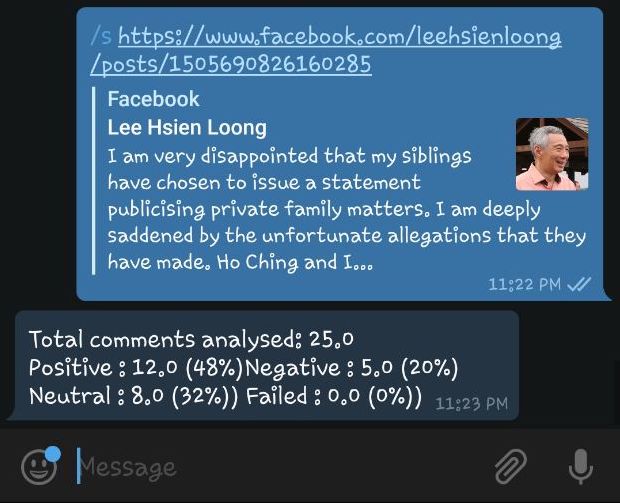 /s https://www.facebook.com/leehsienloong
/posts/1505690826160285
Facebook
Lee Hsien Loong
I am very disappointed that my siblings
have chosen to issue a statement
publicising private family matters. I am deeply
saddened by the unfortunate allegations that they
have made. Ho Ching and I...
11:22 PM
Total comments analysed: 25.0
Positive : 12.0 (48%)Negative : 5.0 (20%)
Neutral : 8.0 (32%)) Failed : 0.0 (0%))
11:23 PM
Message